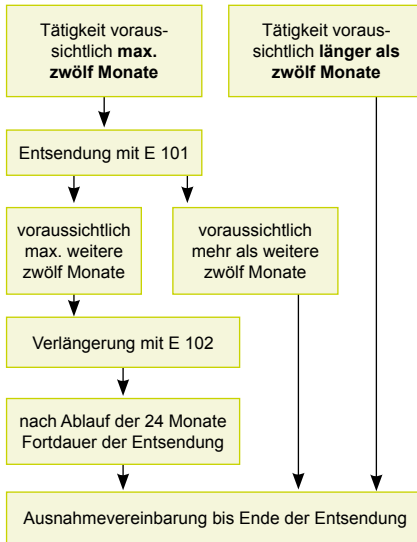 Tätigkeit voraus-
sichtlich max.
zwölf Monate
Tätigkeit voraus-
sichtlich länger als
zwölf Monate
Entsendung mit E 101
voraussichtlich
max. weitere
zwölf Monate
voraussichtlich
mehr als weitere
zwölf Monate
Verlängerung mit E 102
nach Ablauf der 24 Monate
Fortdauer der Entsendung
Ausnahmevereinbarung bis Ende der Entsendung